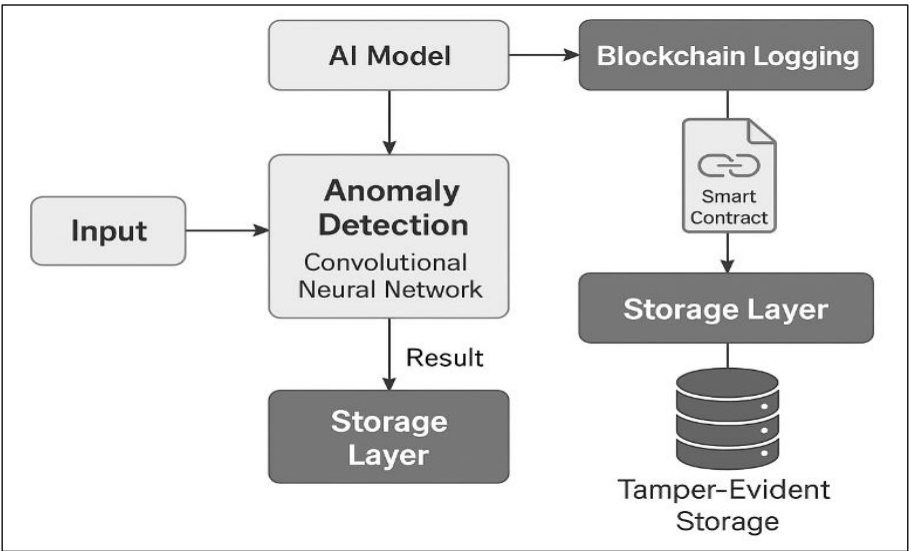 AI Model
Blockchain Logging
Smart
Contract
Input
Anomaly
Detection
Convolutional
Neural Network
Result
Storage
Layer
Storage Layer
Tamper-Evident
Storage